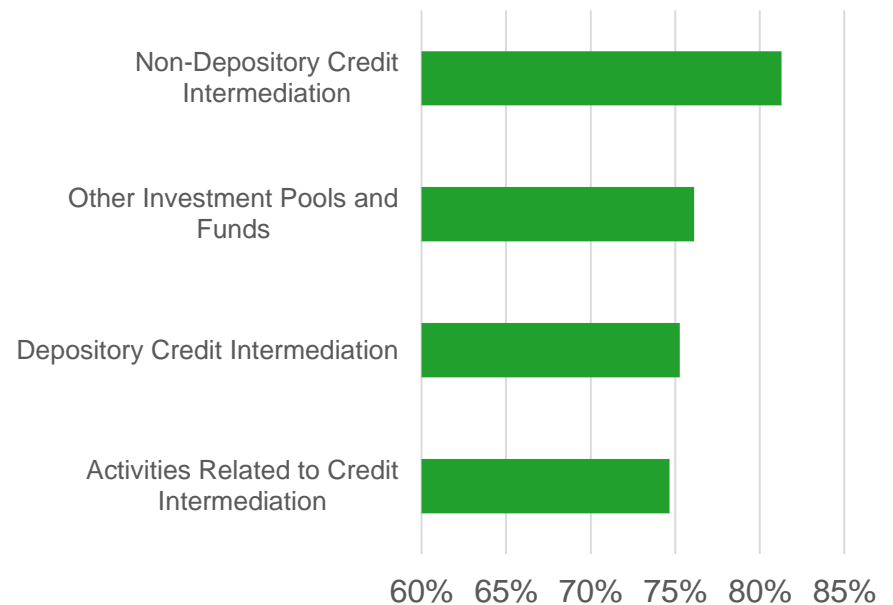 Non-Depository Credit
Intermediation
Other Investment Pools and
Funds
Depository Credit Intermediation
Activities Related to Credit
Intermediation
60% 65% 70% 75% 80% 85%